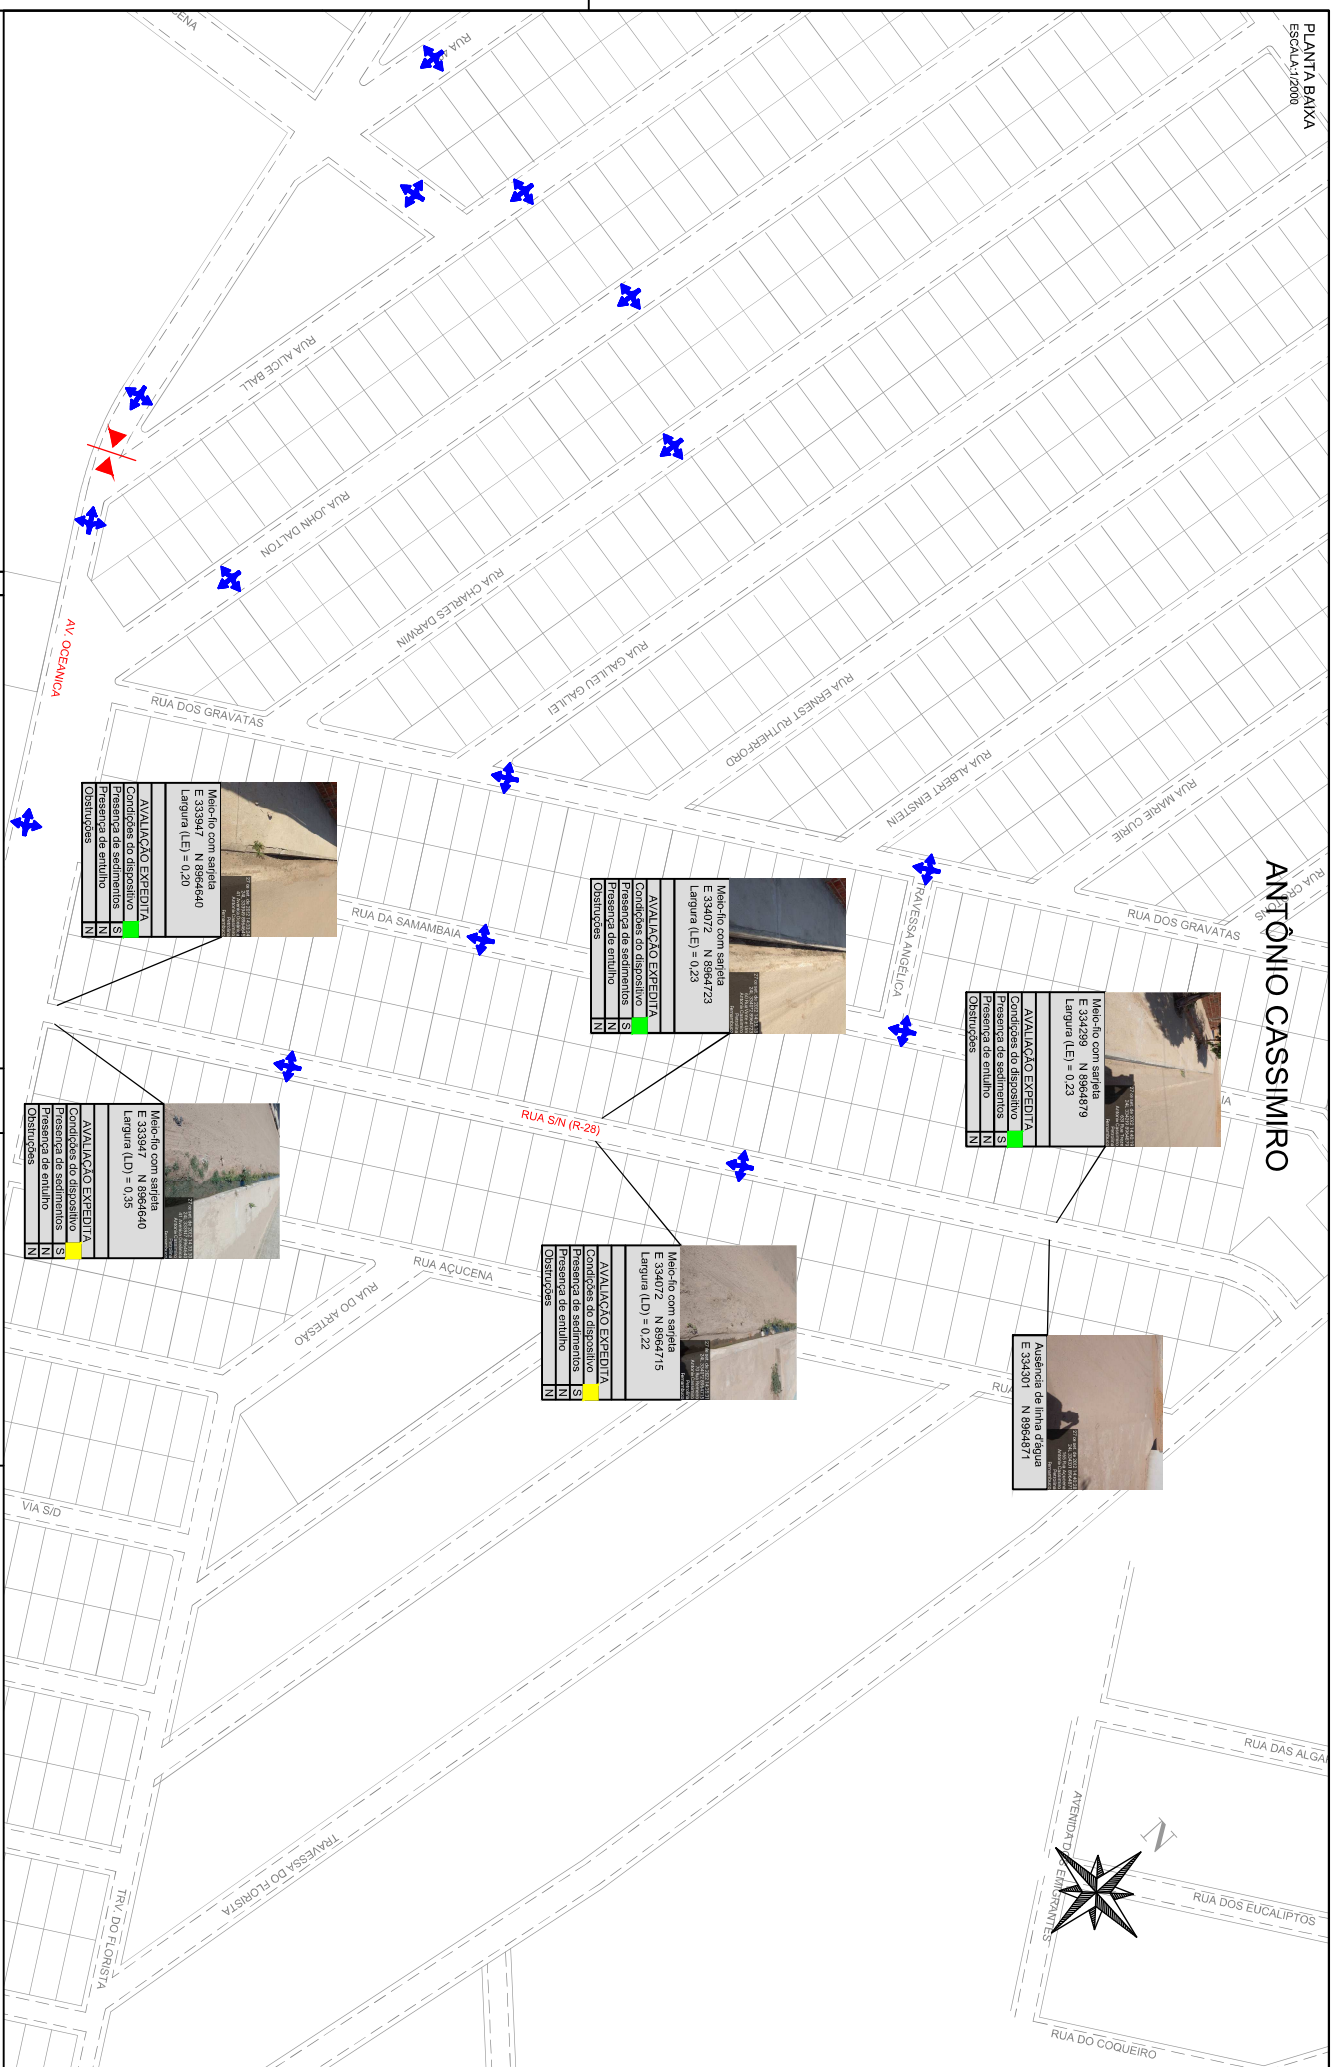 PLANTA BAIXA
ESCALA:1/2000
ANTÔNIO CASSIMIRO
RUA ALICE BALL
RUA JOHN DALTON
RUA CHARLES DARWIN
RUA GALILEU GALILEI
RUA ERNEST RUTHERFORD
RUA ALBERT EINSTEIN
RUA MARIE CURIE
AV. OCEANICA
RUA DOS GRAVATAS
RUA DOS GRAVATAS
TRAVESSA ANGÉLICA
RUA DA SAMAMBAIA
RUA S/N (R-28)
RUA AÇUCENA
RUA DO ARTESÃO
VIA S/D
TRAVESSA DO FLORISTA
TRV. DO FLORISTA
RUA DAS ALGAR
AVENIDA DOS EMIGRANTES
RUA DOS EUCALIPTOS
RUA DO COQUEIRO
N
Meio-fio com sarjeta
E 333947 N 8964640
Largura (LE) = 0,20
AVALIAÇÃO EXPEDITA
Condições do dispositivo
Presença de sedimentos S
Presença de entulho N
Obstruções N
Meio-fio com sarjeta
E 334072 N 8964723
Largura (LE) = 0,23
AVALIAÇÃO EXPEDITA
Condições do dispositivo
Presença de sedimentos S
Presença de entulho N
Obstruções N
Meio-fio com sarjeta
E 334299 N 8964879
Largura (LE) = 0,23
AVALIAÇÃO EXPEDITA
Condições do dispositivo
Presença de sedimentos S
Presença de entulho N
Obstruções N
Meio-fio com sarjeta
E 333947 N 8964640
Largura (LD) = 0,35
AVALIAÇÃO EXPEDITA
Condições do dispositivo
Presença de sedimentos S
Presença de entulho N
Obstruções N
Meio-fio com sarjeta
E 334072 N 8964715
Largura (LD) = 0,22
AVALIAÇÃO EXPEDITA
Condições do dispositivo
Presença de sedimentos S
Presença de entulho N
Obstruções N
Ausência de linha d'água
E 334301 N 8964871